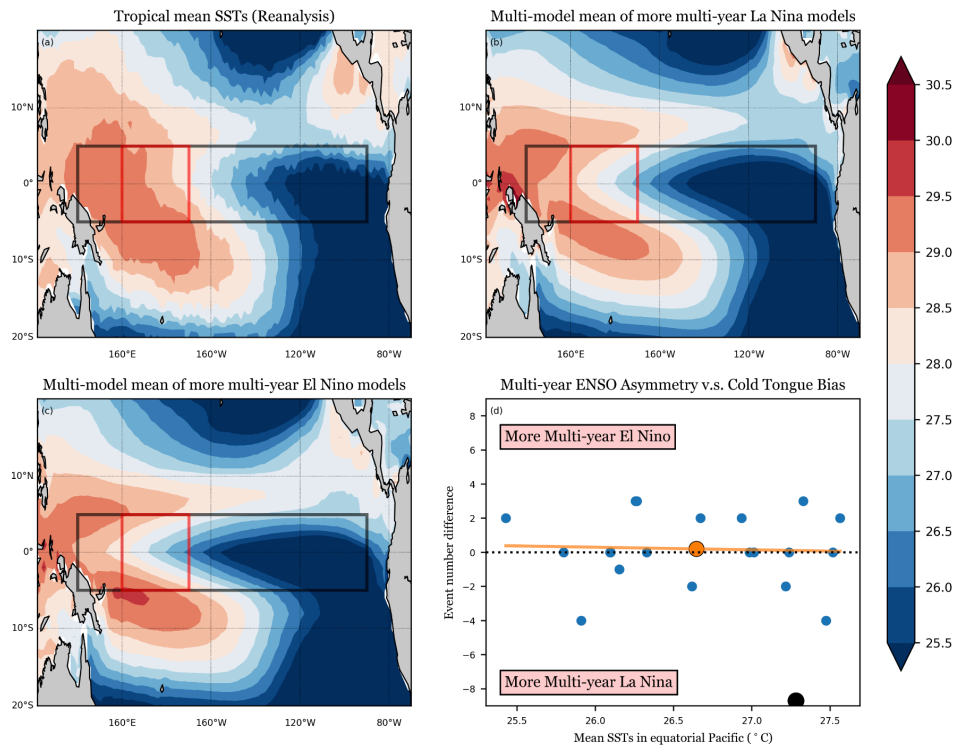 Tropical mean SSTs (Reanalysis)
(a)
10°N
0°
10°S
20°S
160°E
160°W
120°W
80°W
Multi-model mean of more multi-year La Nina models
(b)
10°N
0°
10°S
20°S
160°E
160°W
120°W
80°W
30.5
30.0
29.5
29.0
28.5
28.0
27.5
27.0
26.5
26.0
25.5
Multi-model mean of more multi-year El Nino models
(c)
10°N
0°
10°S
20°S
160°E
160°W
120°W
80°W
Multi-year ENSO Asymmetry v.s. Cold Tongue Bias
(d)
More Multi-year El Nino
More Multi-year La Nina
Event number difference
8
6
4
2
0
−2
−4
−6
−8
25.5
26.0
26.5
27.0
27.5
Mean SSTs in equatorial Pacific (°C)